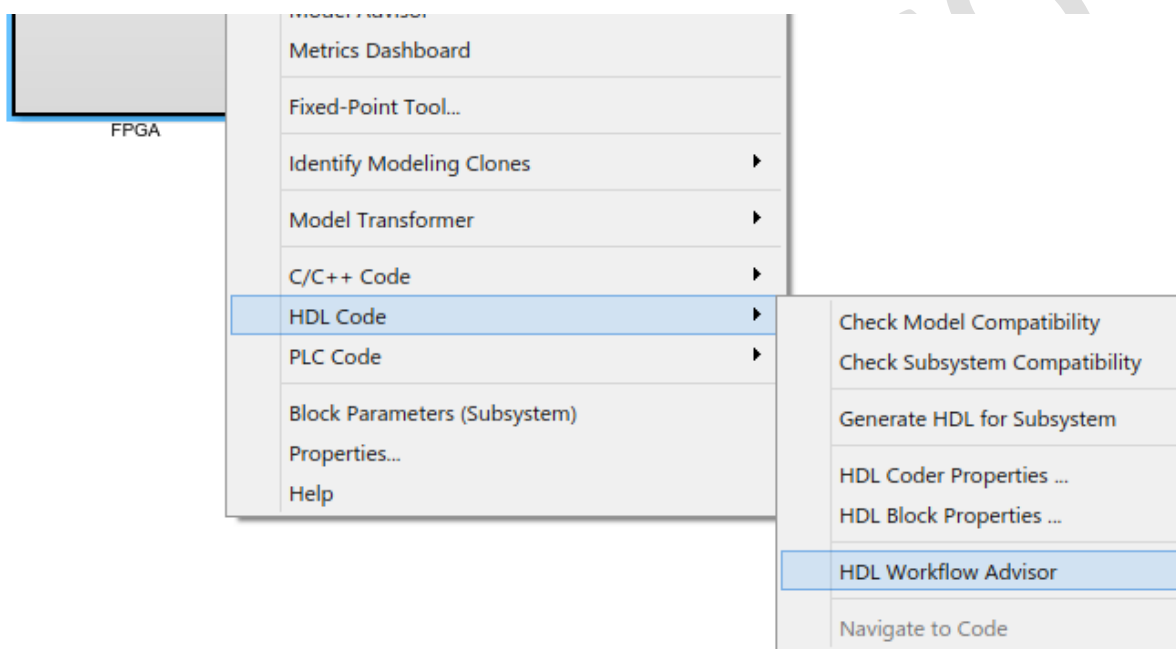 Model Advisor
Metrics Dashboard
Fixed-Point Tool...
FPGA
Identify Modeling Clones
Model Transformer
C/C++ Code
HDL Code
PLC Code
Block Parameters (Subsystem)
Properties...
Help
Check Model Compatibility
Check Subsystem Compatibility
Generate HDL for Subsystem
HDL Coder Properties ...
HDL Block Properties ...
HDL Workflow Advisor
Navigate to Code